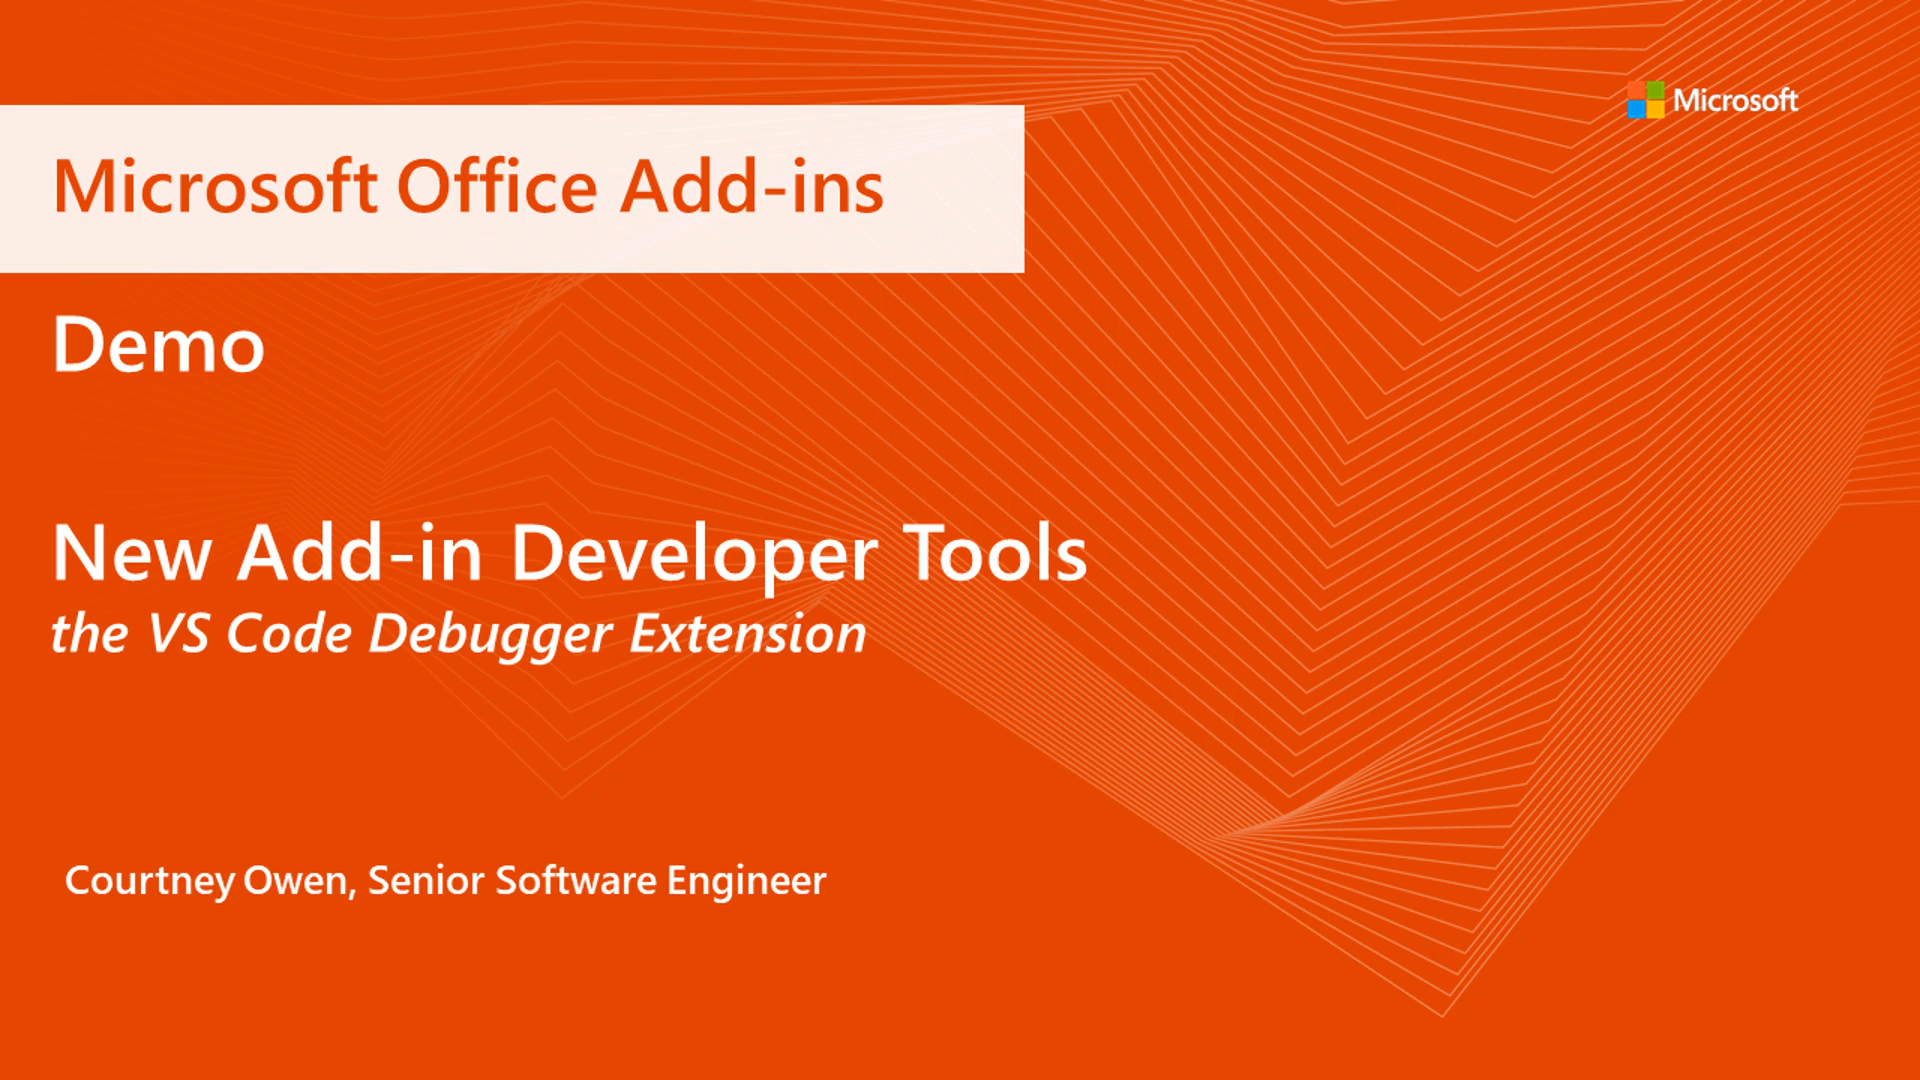 Microsoft
Microsoft Office Add-ins
Demo
New Add-in Developer Tools
the VS Code Debugger Extension
Courtney Owen, Senior Software Engineer